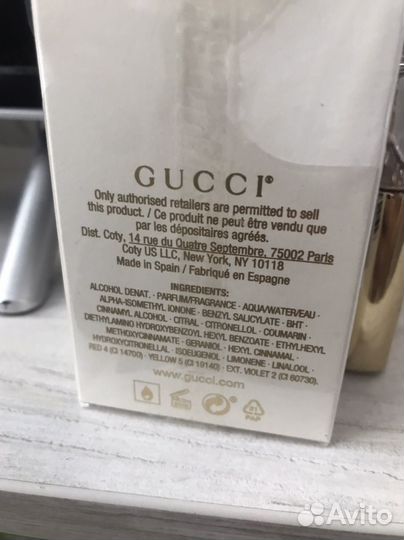 GUCCI®
Only authorised retailers are permitted to sell
this product. / Ce produit ne peut être vendu que
par les dépositaires agréés.
Dist. Coty, 14 rue du Quatre Septembre, 75002 Paris
Coty US LLC, New York, NY 10118
Made in Spain / Fabriqué en Espagne
INGREDIENTS:
ALCOHOL DENAT. · PARFUM/FRAGRANCE · AQUA/WATER/EAU ·
ALPHA-ISOMETHYL IONONE · BENZYL SALICYLATE · BHT ·
CINNAMYL ALCOHOL · CITRAL · CITRONELLOL · COUMARIN ·
DIETHYLAMINO HYDROXYBENZOYL HEXYL BENZOATE · ETHYLHEXYL
METHOXYCINNAMATE · GERANIOL · HEXYL CINNAMAL ·
HYDROXYCITRONELLAL · ISOEUGENOL · LIMONENE · LINALOOL ·
RED 4 (CI 14700) · YELLOW 5 (CI 19140) · EXT. VIOLET 2 (CI 60730).
www.gucci.com
21
PAP
Avito